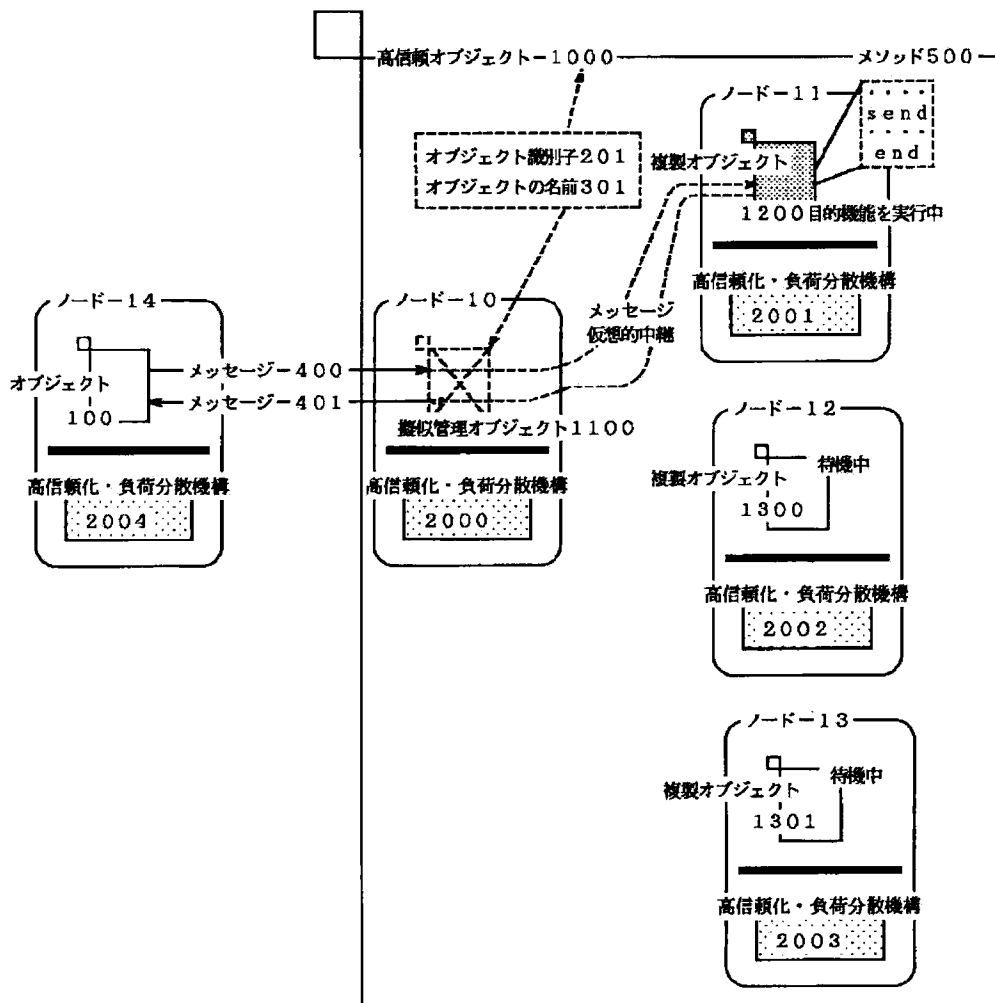 高信頼オブジェクト-1000
メソッド500
ノード-11
. . . .
send
. . . .
end
複製オブジェクト
1200目的機能を実行中
高信頼化・負荷分散機構
2001
オブジェクト識別子201
オブジェクトの名前301
ノード-14
オブジェクト
100
高信頼化・負荷分散機構
2004
メッセージ-400
メッセージ-401
ノード-10
擬似管理オブジェクト1100
高信頼化・負荷分散機構
2000
メッセージ
仮想的中継
ノード-12
待機中
複製オブジェクト
1300
高信頼化・負荷分散機構
2002
ノード-13
待機中
複製オブジェクト
1301
高信頼化・負荷分散機構
2003